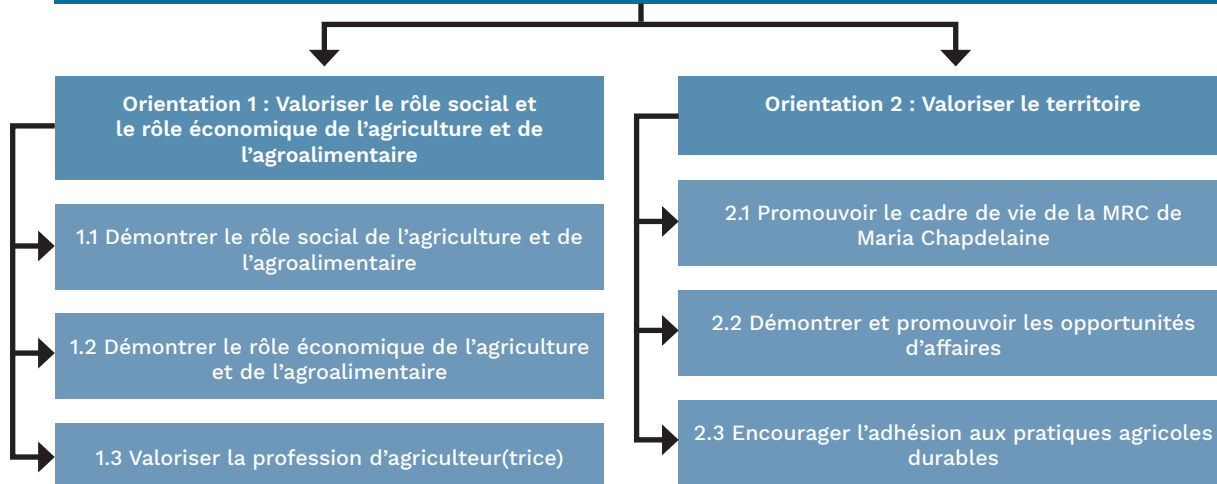 Orientation 1 : Valoriser le rôle social et
le rôle économique de l’agriculture et de
l’agroalimentaire
1.1 Démontrer le rôle social de l’agriculture et de
l’agroalimentaire
1.2 Démontrer le rôle économique de l’agriculture
et de l’agroalimentaire
1.3 Valoriser la profession d’agriculteur(trice)
Orientation 2 : Valoriser le territoire
2.1 Promouvoir le cadre de vie de la MRC de
Maria Chapdelaine
2.2 Démontrer et promouvoir les opportunités
d’affaires
2.3 Encourager l’adhésion aux pratiques agricoles
durables